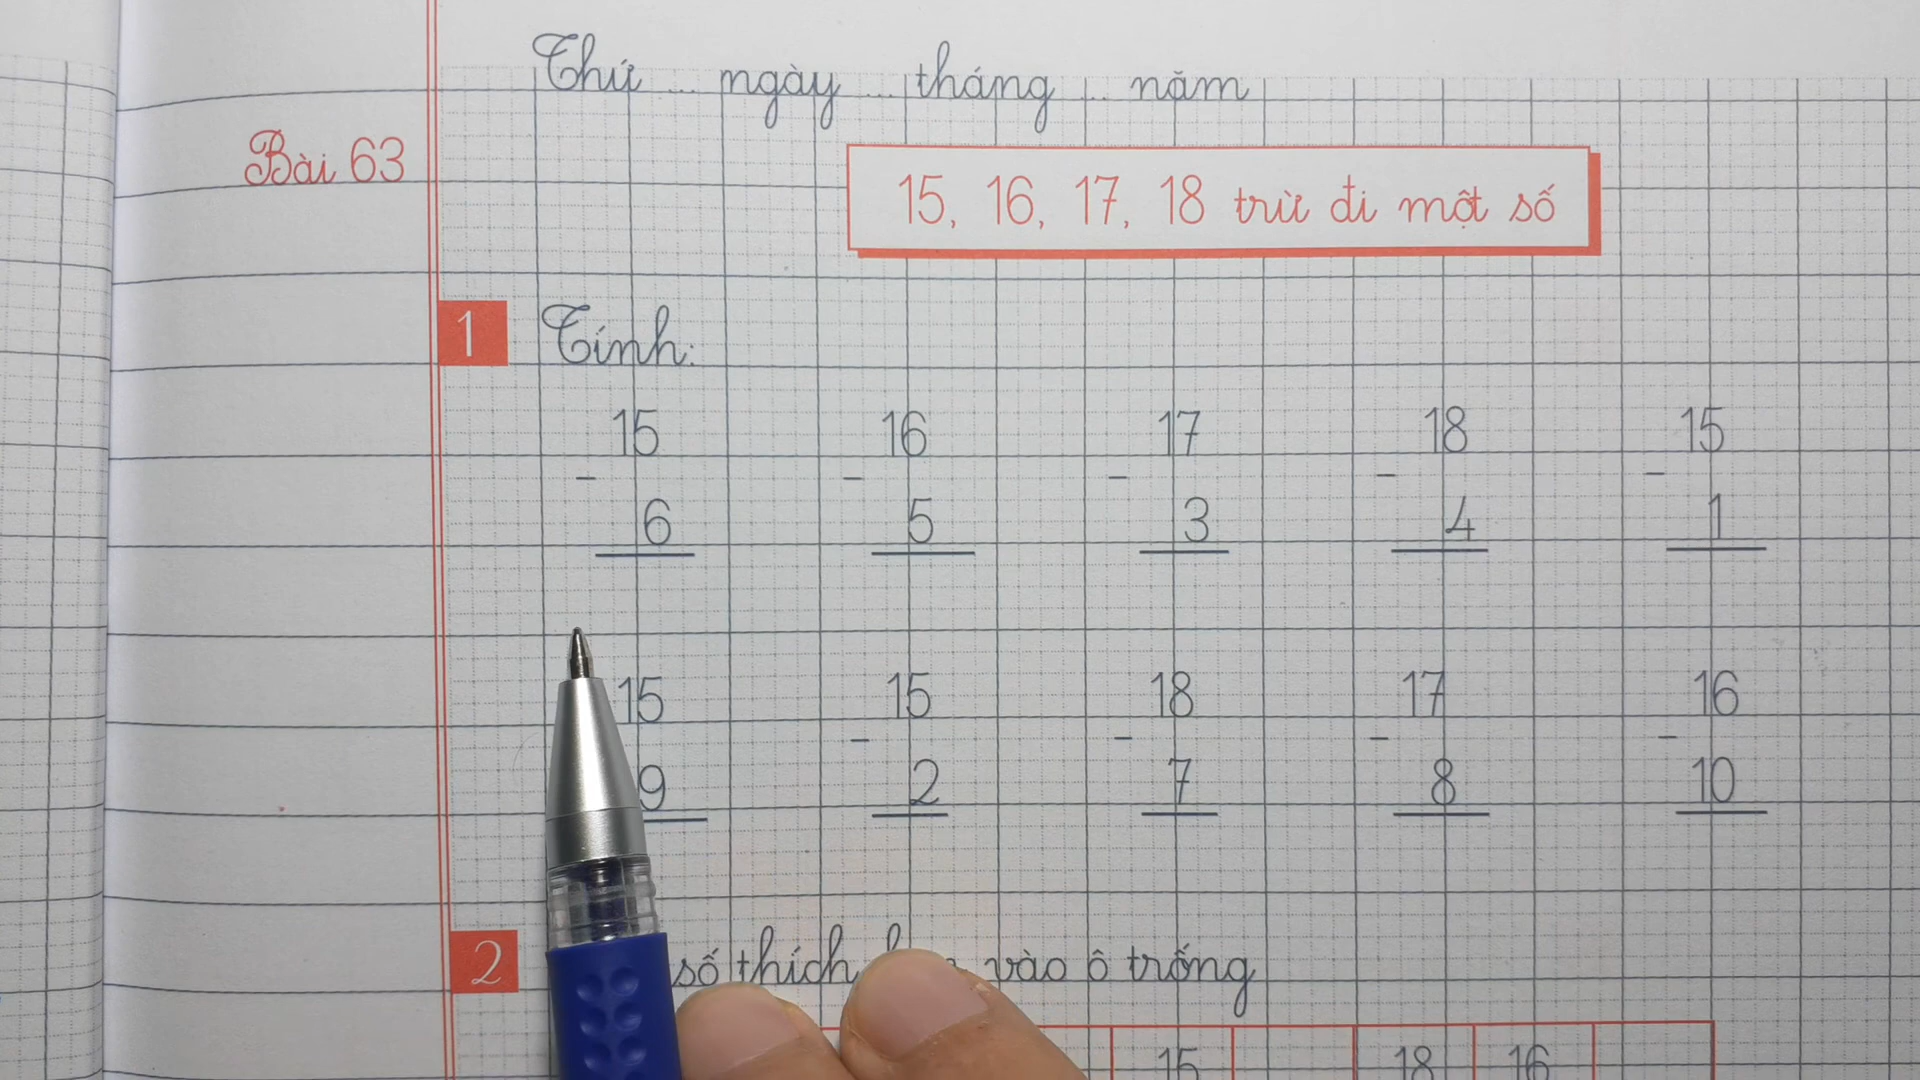 Thứ ... ngày ... tháng ... năm
Bài 63
15, 16, 17, 18 trừ đi một số
1 Tính:
15 16 17 18 15
- - - - -
6 5 3 4 1
15 15 18 17 16
- - - -
9 2 7 8 10
2 số thích vào ô trống
15 18 16